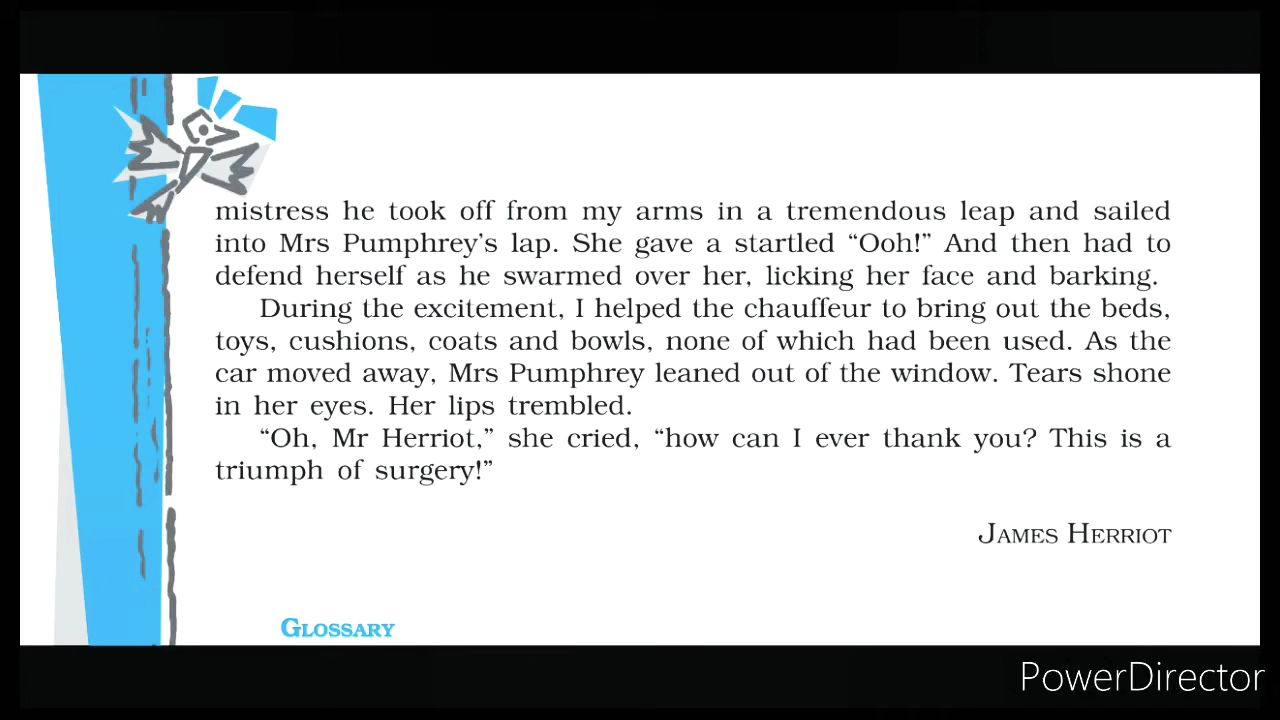 mistress he took off from my arms in a tremendous leap and sailed
into Mrs Pumphrey’s lap. She gave a startled “Ooh!” And then had to
defend herself as he swarmed over her, licking her face and barking.
During the excitement, I helped the chauffeur to bring out the beds,
toys, cushions, coats and bowls, none of which had been used. As the
car moved away, Mrs Pumphrey leaned out of the window. Tears shone
in her eyes. Her lips trembled.
“Oh, Mr Herriot,” she cried, “how can I ever thank you? This is a
triumph of surgery!”
JAMES HERRIOT
GLOSSARY
PowerDirector